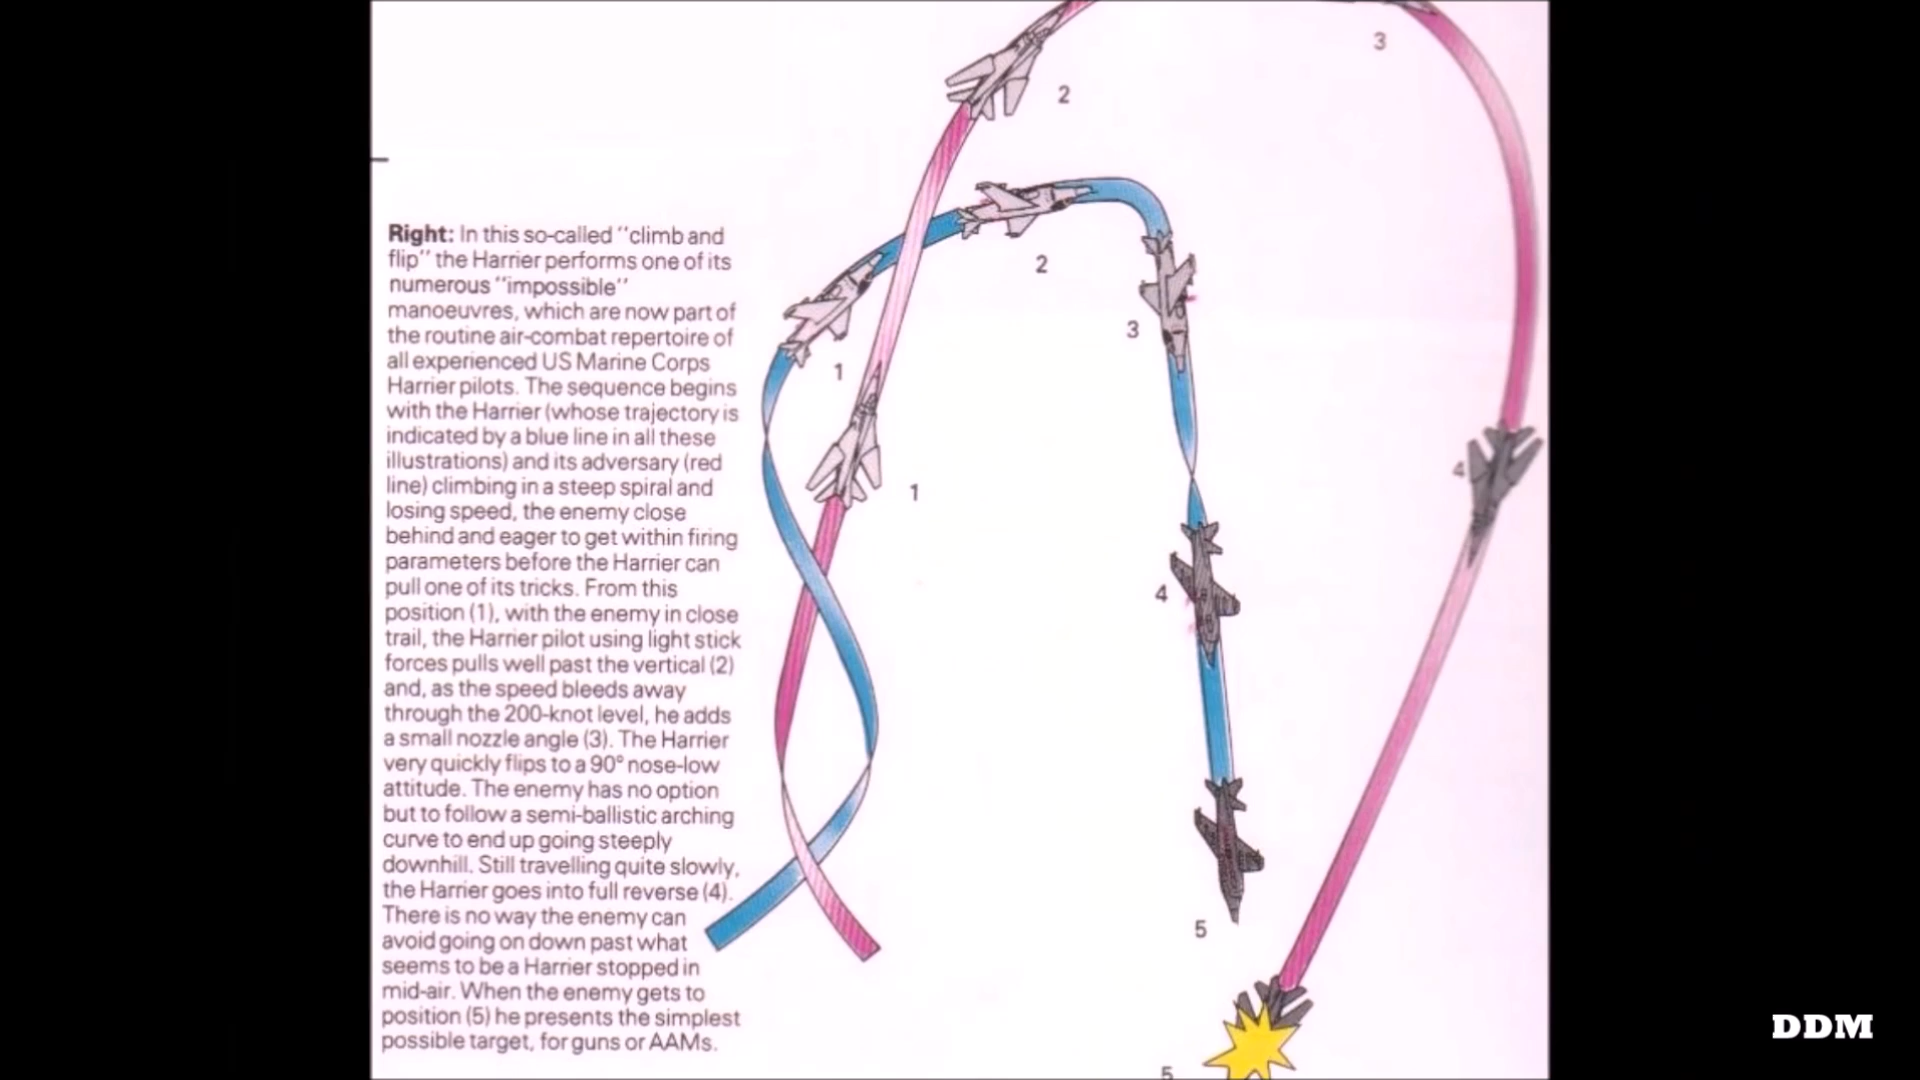 Right: In this so-called "climb and
flip" the Harrier performs one of its
numerous "impossible"
manoeuvres, which are now part of
the routine air-combat repertoire of
all experienced US Marine Corps
Harrier pilots. The sequence begins
with the Harrier (whose trajectory is
indicated by a blue line in all these
illustrations) and its adversary (red
line) climbing in a steep spiral and
losing speed, the enemy close
behind and eager to get within firing
parameters before the Harrier can
pull one of its tricks. From this
position (1), with the enemy in close
trail, the Harrier pilot using light stick
forces pulls well past the vertical (2)
and, as the speed bleeds away
through the 200-knot level, he adds
a small nozzle angle (3). The Harrier
very quickly flips to a 90° nose-low
attitude. The enemy has no option
but to follow a semi-ballistic arching
curve to end up going steeply
downhill. Still travelling quite slowly,
the Harrier goes into full reverse (4).
There is no way the enemy can
avoid going on down past what
seems to be a Harrier stopped in
mid-air. When the enemy gets to
position (5) he presents the simplest
possible target, for guns or AAMs.
3
2
2
3
1
4
1
4
5
5
DDM